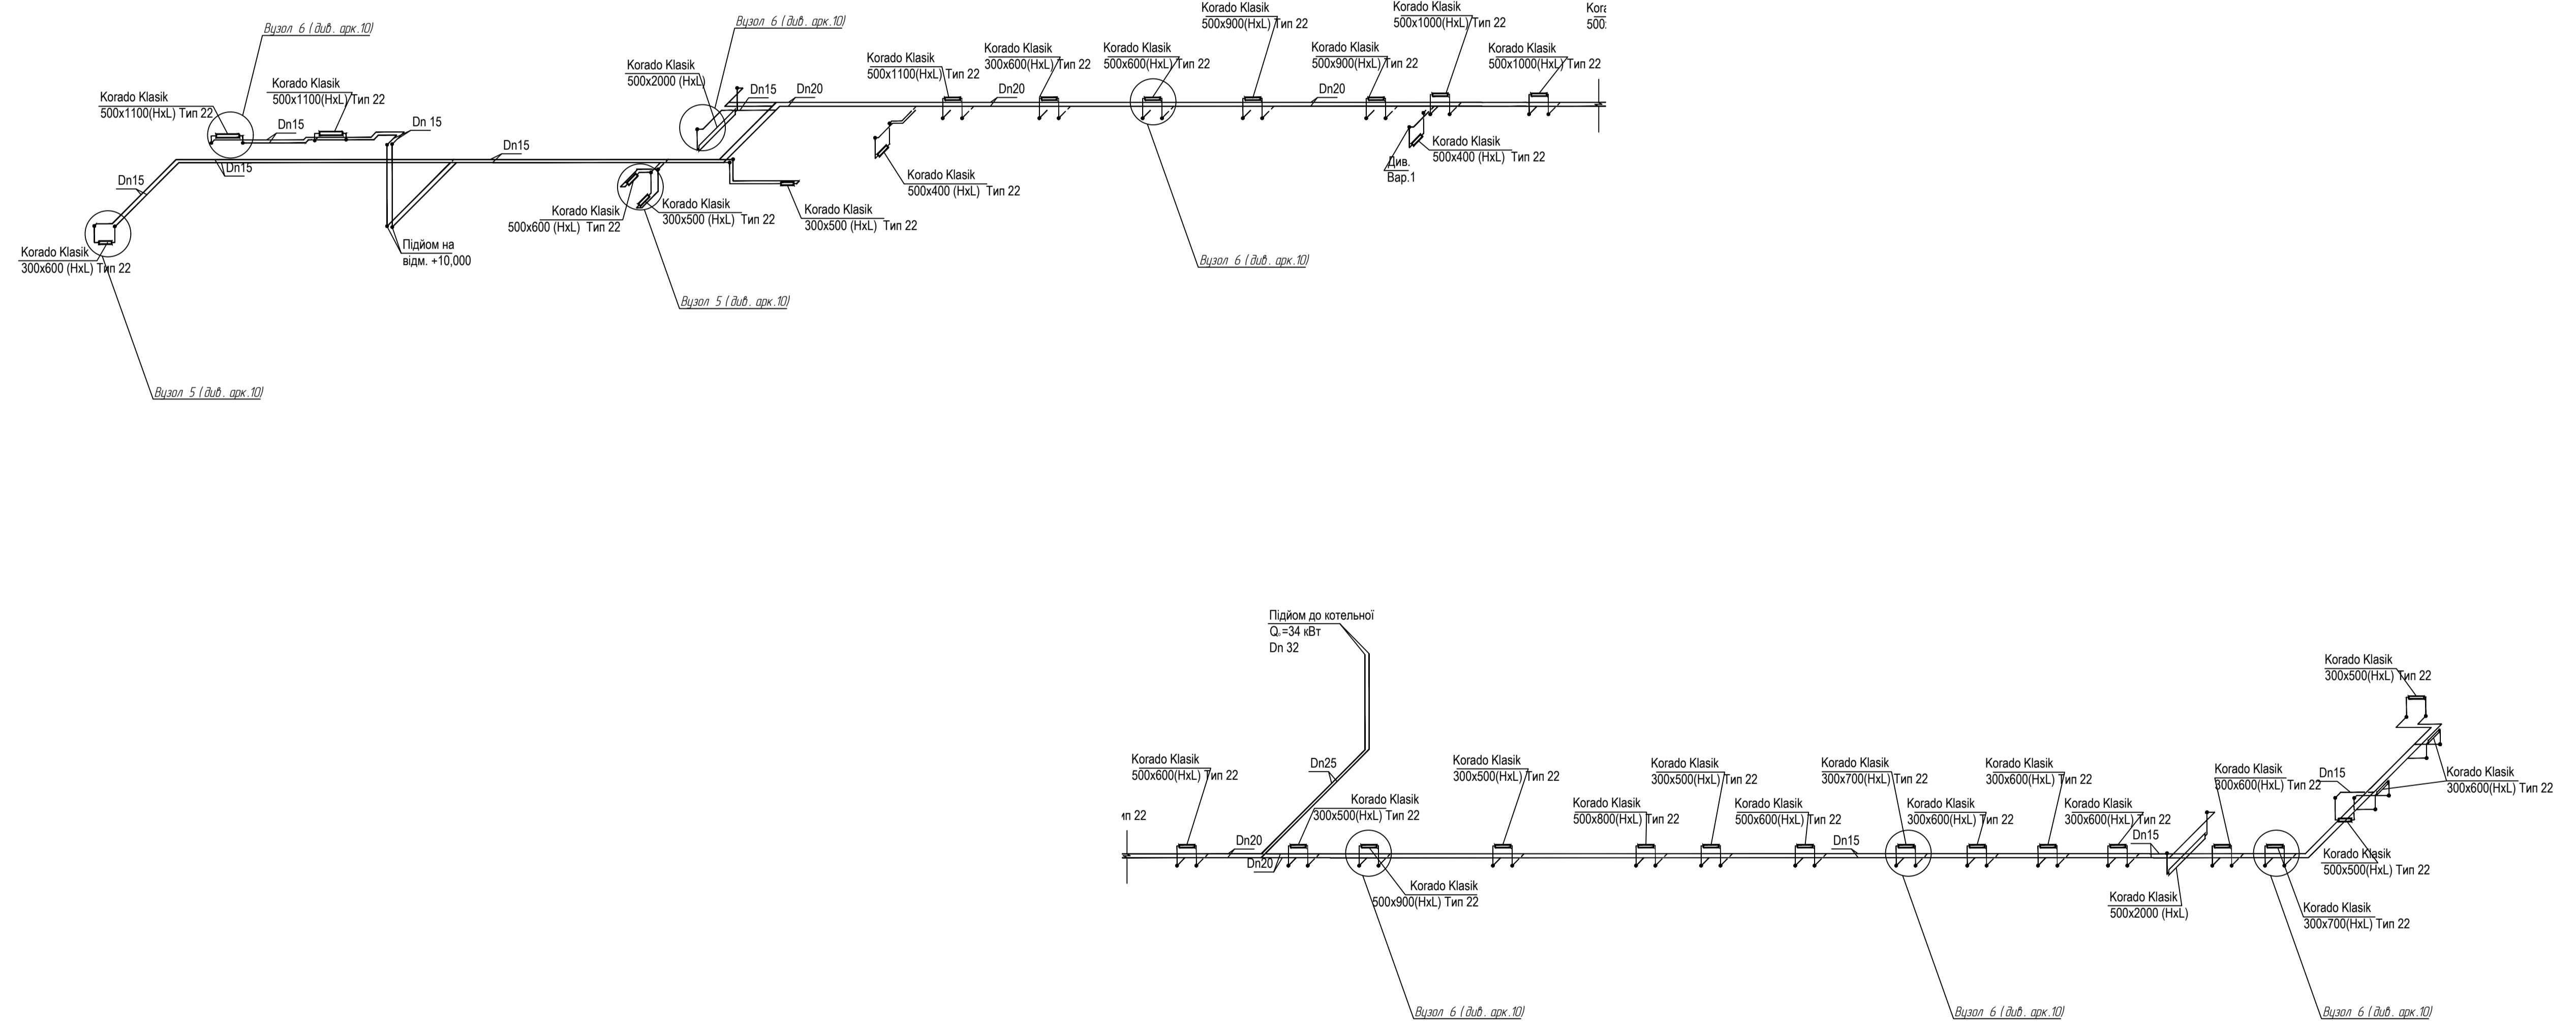 Вузол 6 (див. арк.10)
Korado Klasik
500x1100(HxL) Тип 22
Korado Klasik
500x1100(HxL) Тип 22
Dn15
Dn 15
Dn15
Dn15
Dn15
Korado Klasik
300x600 (HxL) Тип 22
Підйом на
відм. +10,000
Вузол 5 (див. арк.10)
Вузол 6 (див. арк.10)
Korado Klasik
500x2000 (HxL)
Dn15
Dn20
Korado Klasik
500x600 (HxL) Тип 22
Korado Klasik
300x500 (HxL) Тип 22
Korado Klasik
300x500 (HxL) Тип 22
Вузол 5 (див. арк.10)
Korado Klasik
500x1100(HxL) Тип 22
Korado Klasik
300x600(HxL) Тип 22
Dn20
Korado Klasik
500x600(HxL) Тип 22
Korado Klasik
500x900(HxL) Тип 22
Korado Klasik
500x900(HxL) Тип 22
Dn20
Korado Klasik
500x1000(HxL) Тип 22
Korado Klasik
500x1000(HxL) Тип 22
500
Korado Klasik
500x400 (HxL) Тип 22
Див.
Вар.1
Korado Klasik
500x400 (HxL) Тип 22
Вузол 6 (див. арк.10)
Підйом до котельної
Q =34 кВт
Dn 32
Dn25
22
Korado Klasik
500x600(HxL) Тип 22
Dn20
Dn20
Korado Klasik
300x500(HxL) Тип 22
Korado Klasik
500x900(HxL) Тип 22
Korado Klasik
300x500(HxL) Тип 22
Korado Klasik
500x800(HxL) Тип 22
Korado Klasik
300x500(HxL) Тип 22
Korado Klasik
500x600(HxL) Тип 22
Dn15
Korado Klasik
300x700(HxL) Тип 22
Korado Klasik
300x600(HxL) Тип 22
Korado Klasik
300x600(HxL) Тип 22
Korado Klasik
300x600(HxL) Тип 22
Dn15
Korado Klasik
500x2000 (HxL)
Korado Klasik
300x600(HxL) Тип 22
Dn15
Korado Klasik
300x500(HxL) Тип 22
Korado Klasik
300x600(HxL) Тип 22
Korado Klasik
500x500(HxL) Тип 22
Korado Klasik
300x700(HxL) Тип 22
Вузол 6 (див. арк.10)
Вузол 6 (див. арк.10)
Вузол 6 (див. арк.10)